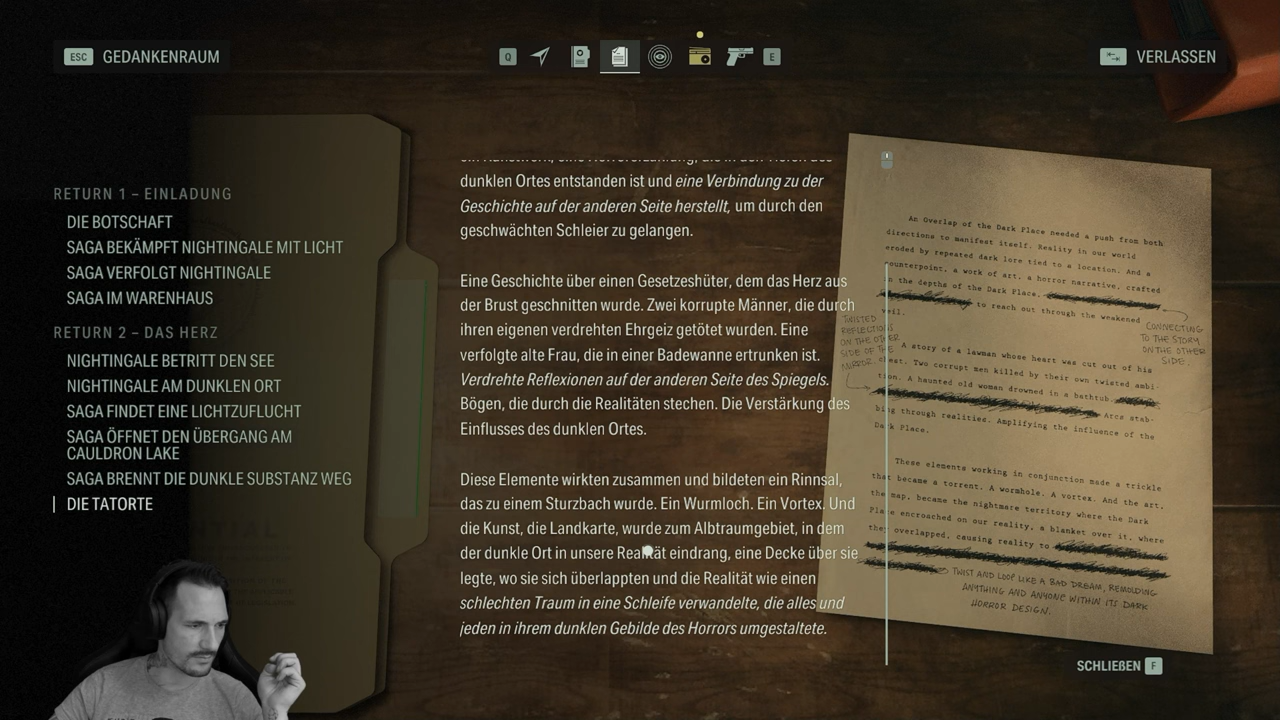 ESC GEDANKENRAUM
Q
E
VERLASSEN
RETURN 1 – EINLADUNG
DIE BOTSCHAFT
SAGA BEKÄMPFT NIGHTINGALE MIT LICHT
SAGA VERFOLGT NIGHTINGALE
SAGA IM WARENHAUS
RETURN 2 – DAS HERZ
NIGHTINGALE BETRITT DEN SEE
NIGHTINGALE AM DUNKLEN ORT
SAGA FINDET EINE LICHTZUFLUCHT
SAGA ÖFFNET DEN ÜBERGANG AM
CAULDRON LAKE
SAGA BRENNT DIE DUNKLE SUBSTANZ WEG
DIE TATORTE
dunklen Ortes entstanden ist und eine Verbindung zu der
Geschichte auf der anderen Seite herstellt, um durch den
geschwächten Schleier zu gelangen.
Eine Geschichte über einen Gesetzeshüter, dem das Herz aus
der Brust geschnitten wurde. Zwei korrupte Männer, die durch
ihren eigenen verdrehten Ehrgeiz getötet wurden. Eine
verfolgte alte Frau, die in einer Badewanne ertrunken ist.
Verdrehte Reflexionen auf der anderen Seite des Spiegels.
Bögen, die durch die Realitäten stechen. Die Verstärkung des
Einflusses des dunklen Ortes.
Diese Elemente wirkten zusammen und bildeten ein Rinnsal,
das zu einem Sturzbach wurde. Ein Wurmloch. Ein Vortex. Und
die Kunst, die Landkarte, wurde zum Albtraumgebiet, in dem
der dunkle Ort in unsere Realität eindrang, eine Decke über sie
legte, wo sie sich überlappten und die Realität wie einen
schlechten Traum in eine Schleife verwandelte, die alles und
jeden in ihrem dunklen Gebilde des Horrors umgestaltete.
An Overlap of the Dark Place needed a push from both
directions to manifest itself. Reality in our world
eroded by repeated dark lore tied to a location. And a
counterpoint, a work of art, a horror narrative, crafted
in the depths of the Dark Place,
to reach out through the weakened
veil.
CONNECTING
TO THE STORY
ON THE OTHER
SIDE.
TWISTED
REFLECTIONS
ON THE OTHER
SIDE OF THE
MIRROR.
A story of a lawman whose heart was cut out of his
chest. Two corrupt men killed by their own twisted ambi-
tion. A haunted old woman drowned in a bathtub.
Arcs stab-
bing through realities. Amplifying the influence of the
Dark Place.
These elements working in conjunction made a trickle
that became a torrent. A wormhole. A vortex. And the art,
the map, became the nightmare territory where the Dark
Place encroached on our reality, a blanket over it, where
they overlapped, causing reality to
TWIST AND LOOP LIKE A BAD DREAM, REMOLDING
ANYTHING AND ANYONE WITHIN ITS DARK
HORROR DESIGN.
SCHLIEẞEN F